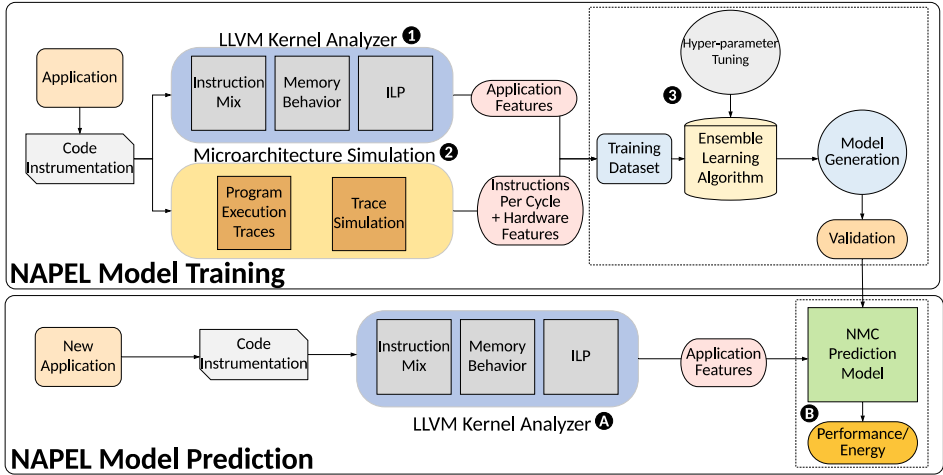 LLVM Kernel Analyzer 1
Application
Instruction
Mix
Memory
Behavior
ILP
Application
Features
Code
Instrumentation
Microarchitecture Simulation 2
Program
Execution
Traces
Trace
Simulation
Instructions
Per Cycle
+ Hardware
Features
Hyper-parameter
Tuning
3
Training
Dataset
Ensemble
Learning
Algorithm
Model
Generation
Validation
NAPEL Model Training
New
Application
Code
Instrumentation
Instruction
Mix
Memory
Behavior
ILP
LLVM Kernel Analyzer A
Application
Features
NMC
Prediction
Model
B
Performance/
Energy
NAPEL Model Prediction